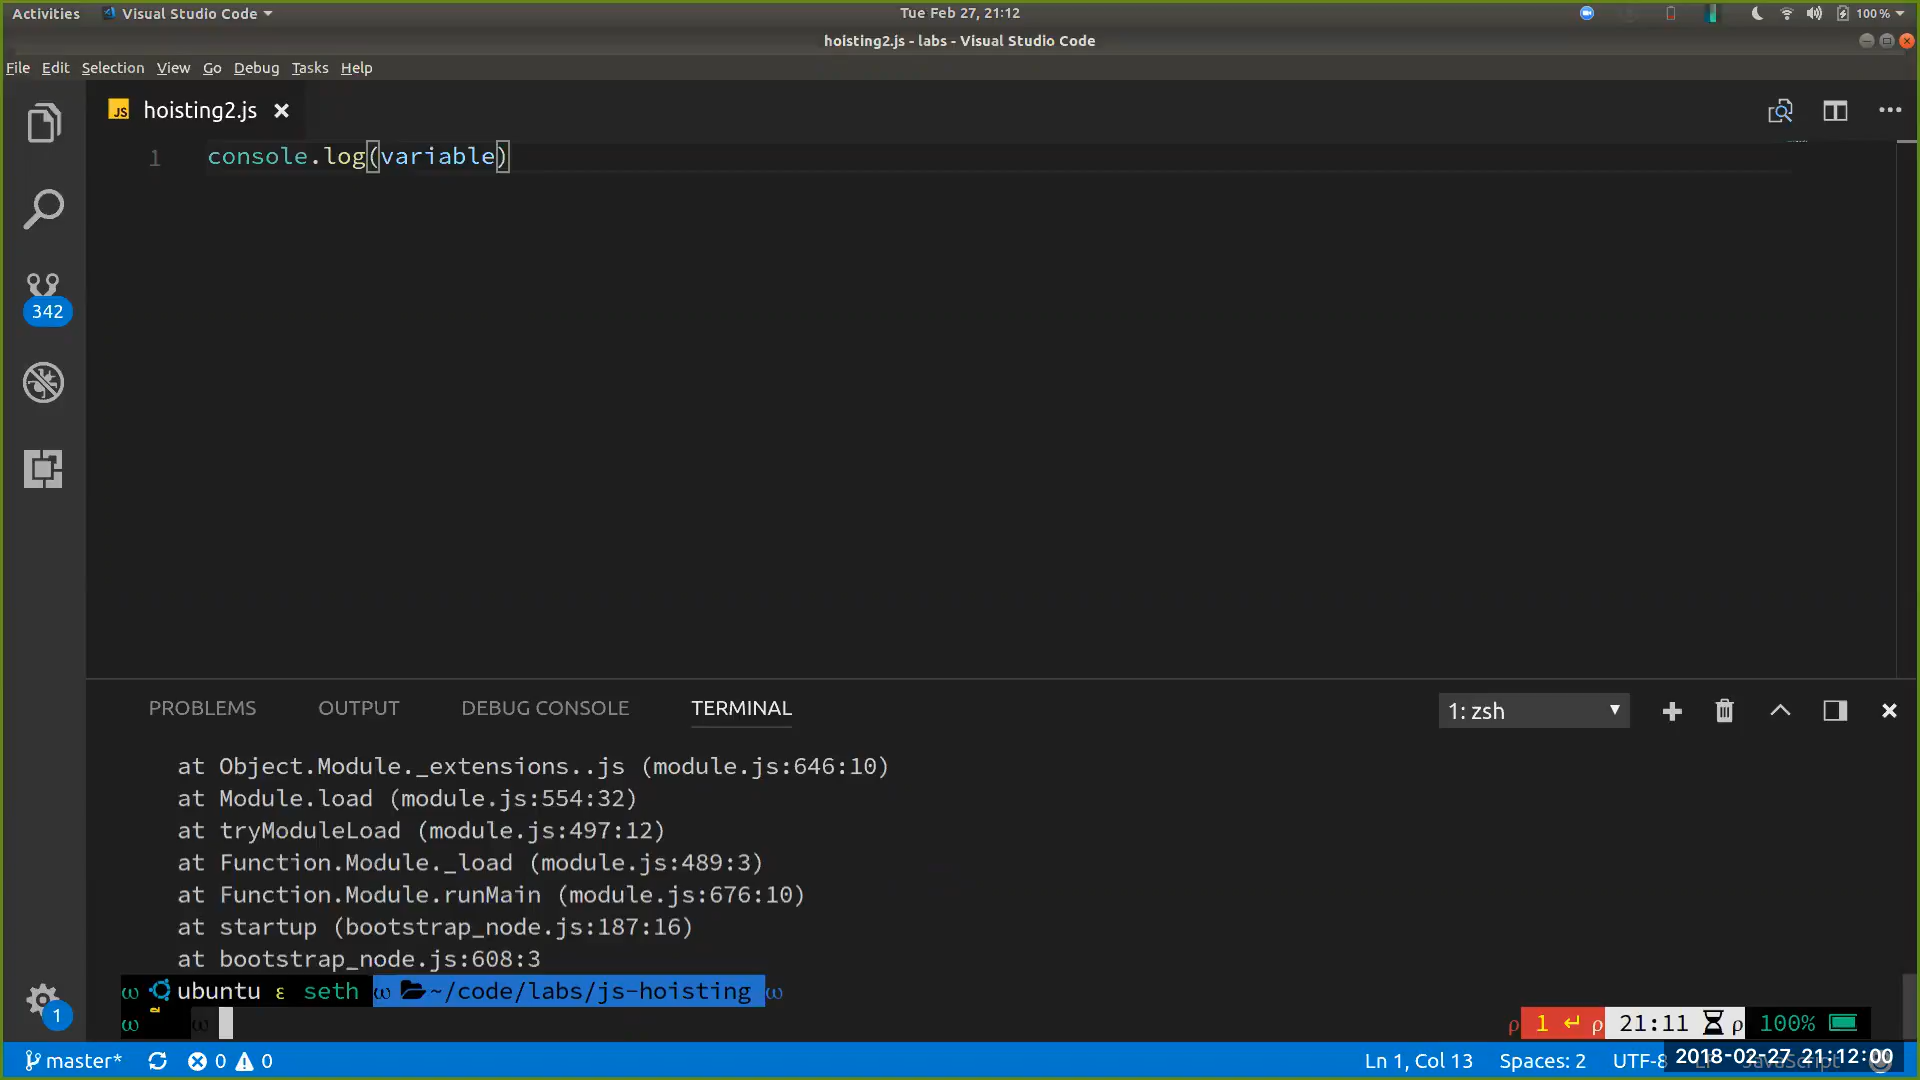 Activities Visual Studio Code Tue Feb 27, 21:12 100 %
hoisting2.js - labs - Visual Studio Code
File Edit Selection View Go Debug Tasks Help
JS hoisting2.js
1 console.log(variable)
342
PROBLEMS OUTPUT DEBUG CONSOLE TERMINAL 1: zsh
at Object.Module._extensions..js (module.js:646:10)
at Module.load (module.js:554:32)
at tryModuleLoad (module.js:497:12)
at Function.Module._load (module.js:489:3)
at Function.Module.runMain (module.js:676:10)
at startup (bootstrap_node.js:187:16)
at bootstrap_node.js:608:3
ω ubuntu ε seth ω ~/code/labs/js-hoisting ω
1
ω ω ρ 1 ↵ ρ 21:11 ρ 100%
master* 0 0 Ln 1, Col 13 Spaces: 2 UTF-8 2018-02-27 21:12:00